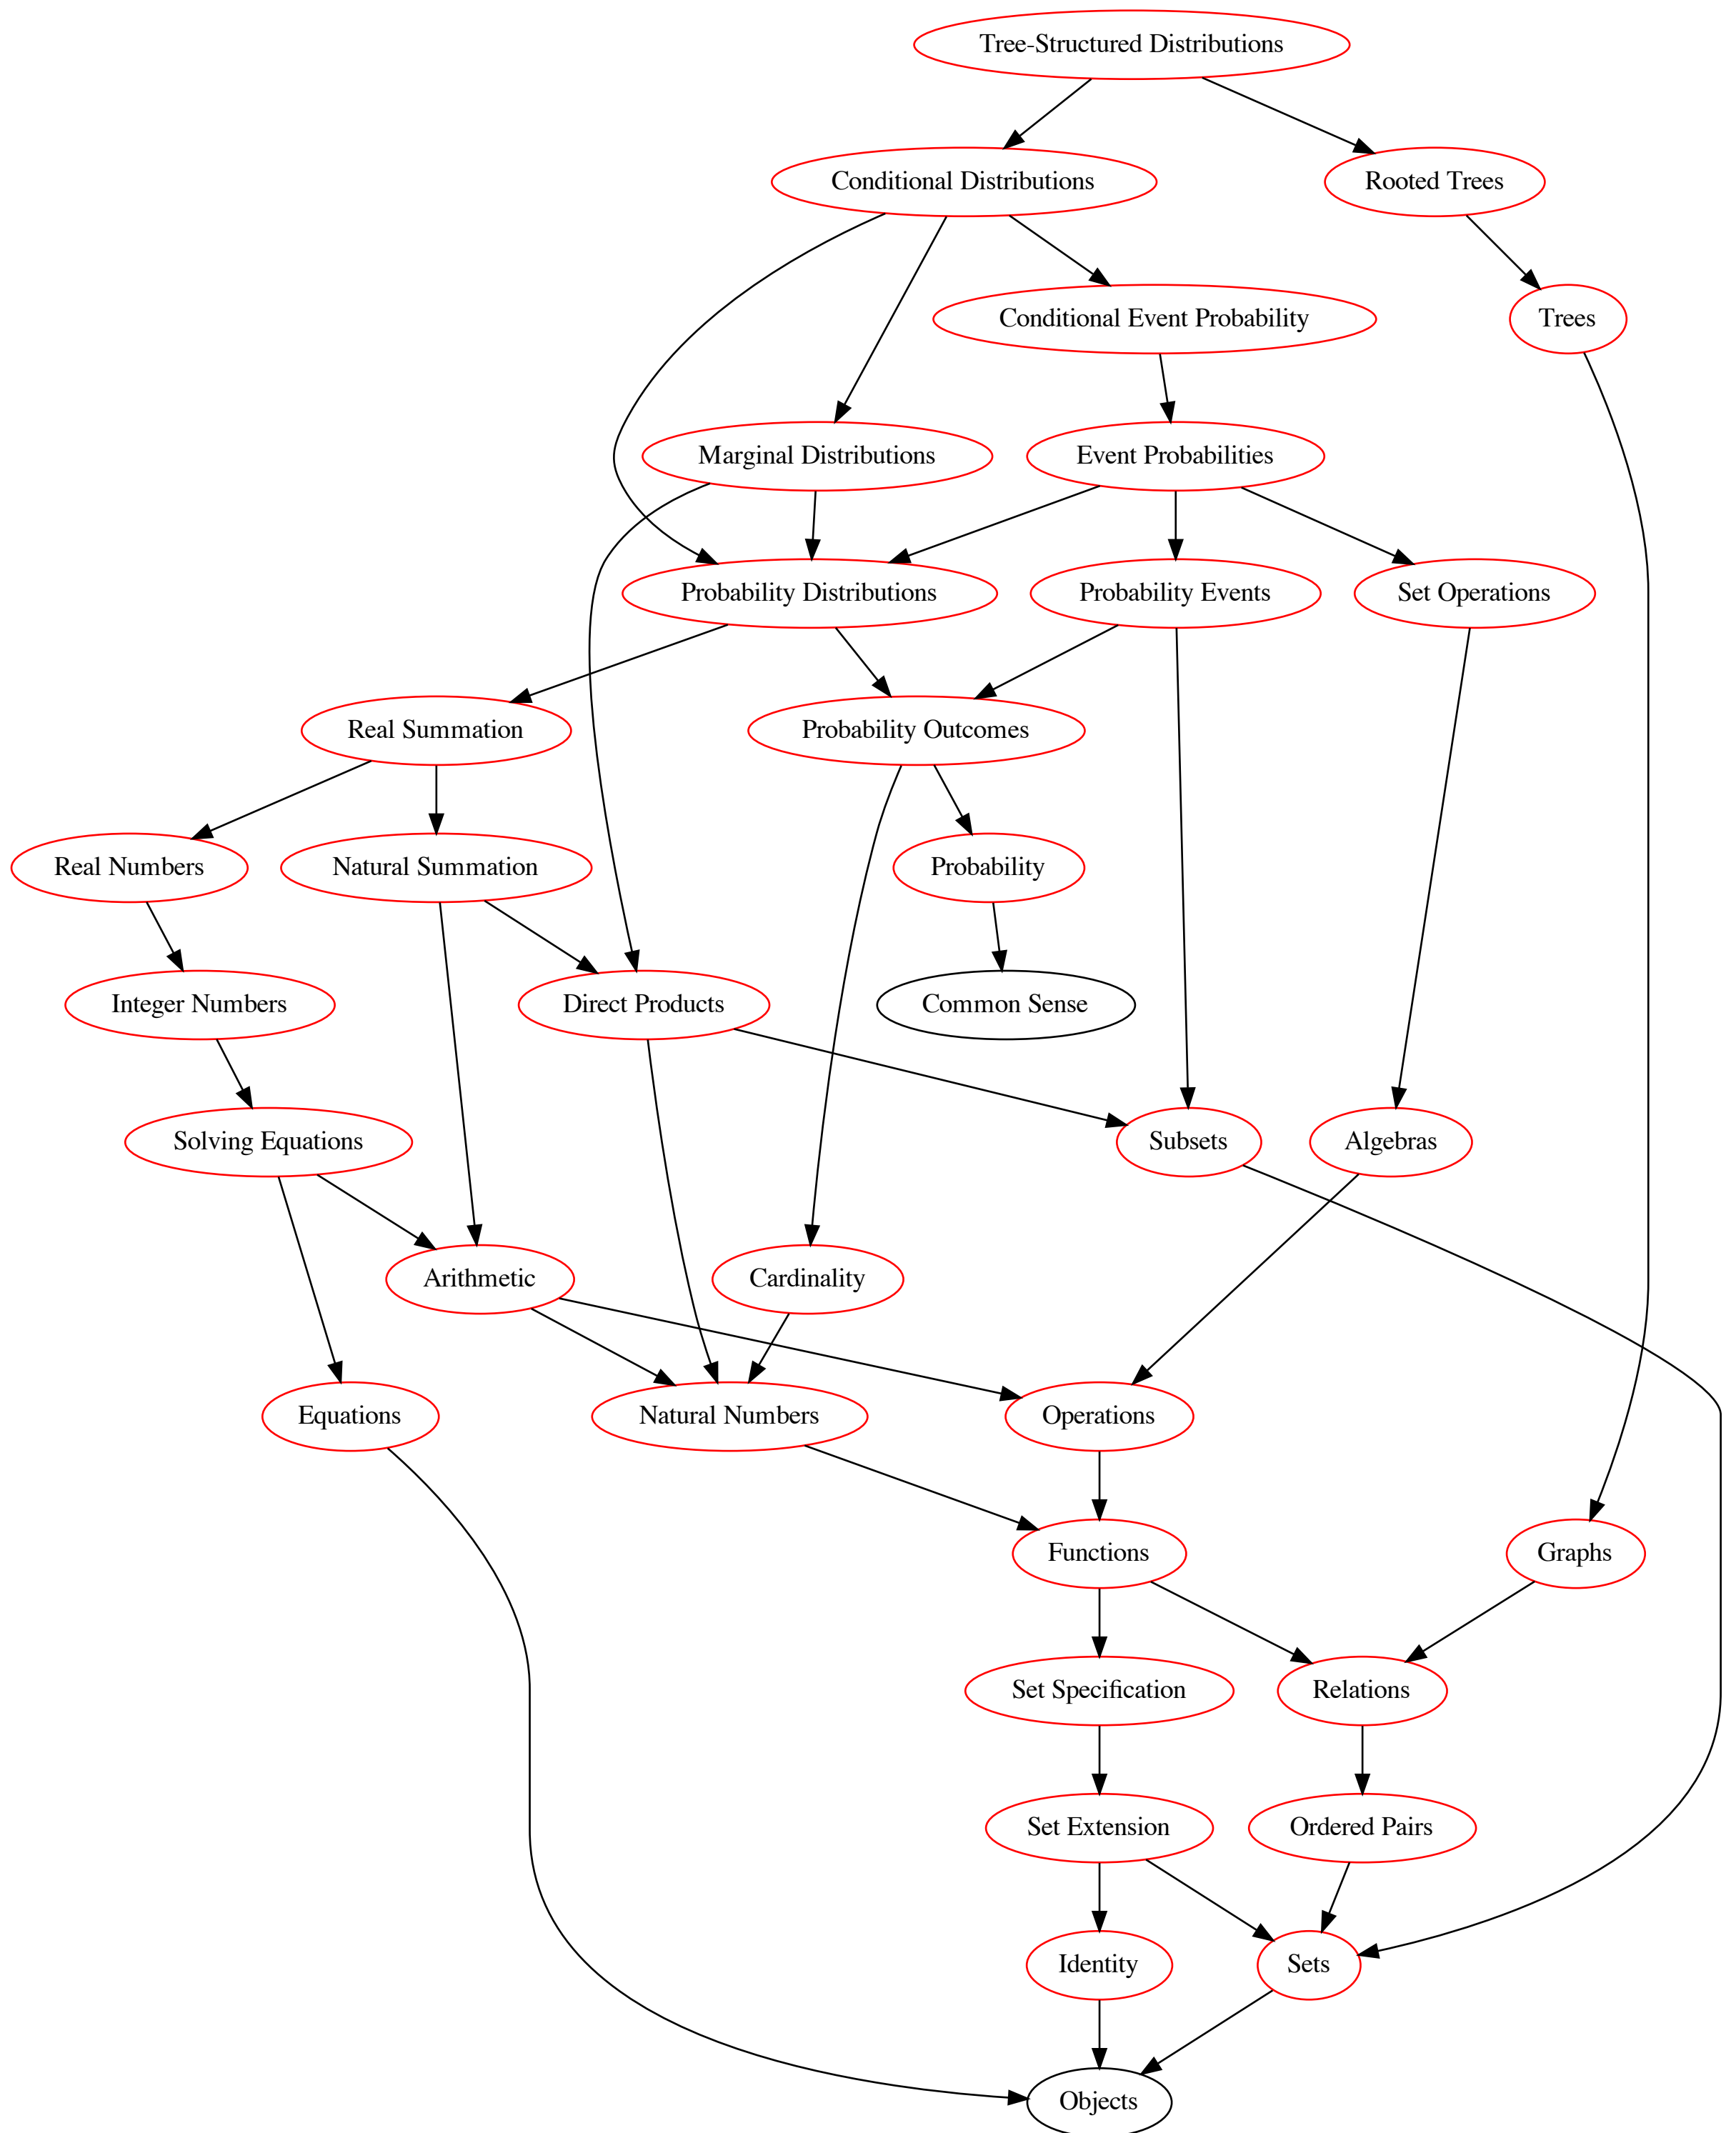 Tree-Structured Distributions
Conditional Distributions
Rooted Trees
Conditional Event Probability
Trees
Marginal Distributions
Event Probabilities
Probability Distributions
Probability Events
Set Operations
Real Summation
Probability Outcomes
Real Numbers
Natural Summation
Probability
Integer Numbers
Direct Products
Common Sense
Solving Equations
Subsets
Algebras
Arithmetic
Cardinality
Equations
Natural Numbers
Operations
Functions
Graphs
Set Specification
Relations
Set Extension
Ordered Pairs
Identity
Sets
Objects